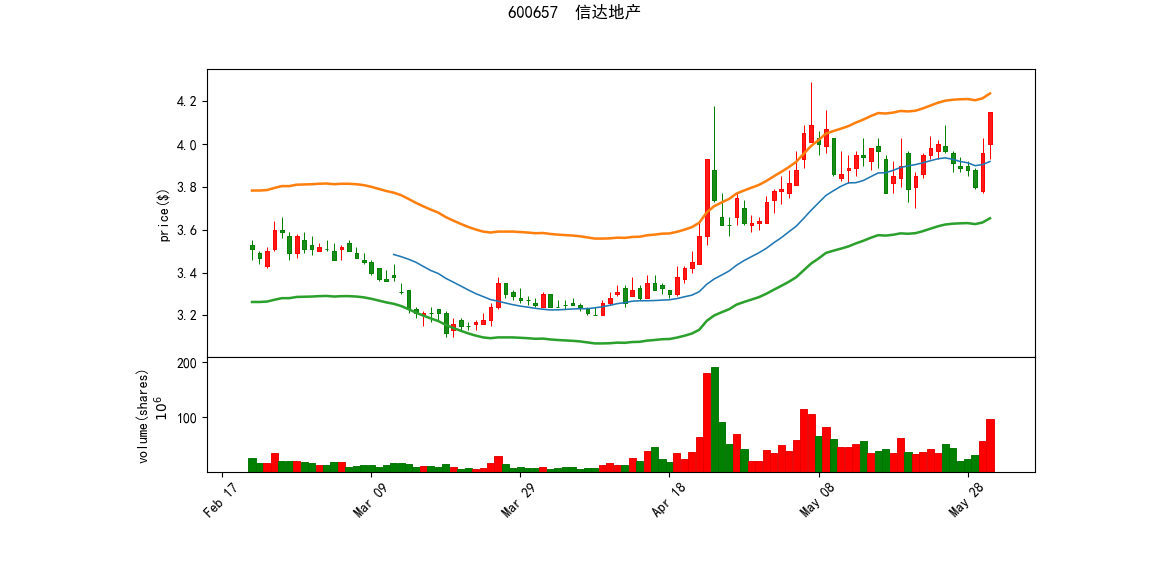 600657 信达地产
price($)
4.2
4.0
3.8
3.6
3.4
3.2
volume(shares)
10^6
200
100
Feb 17
Mar 09
Mar 29
Apr 18
May 08
May 28